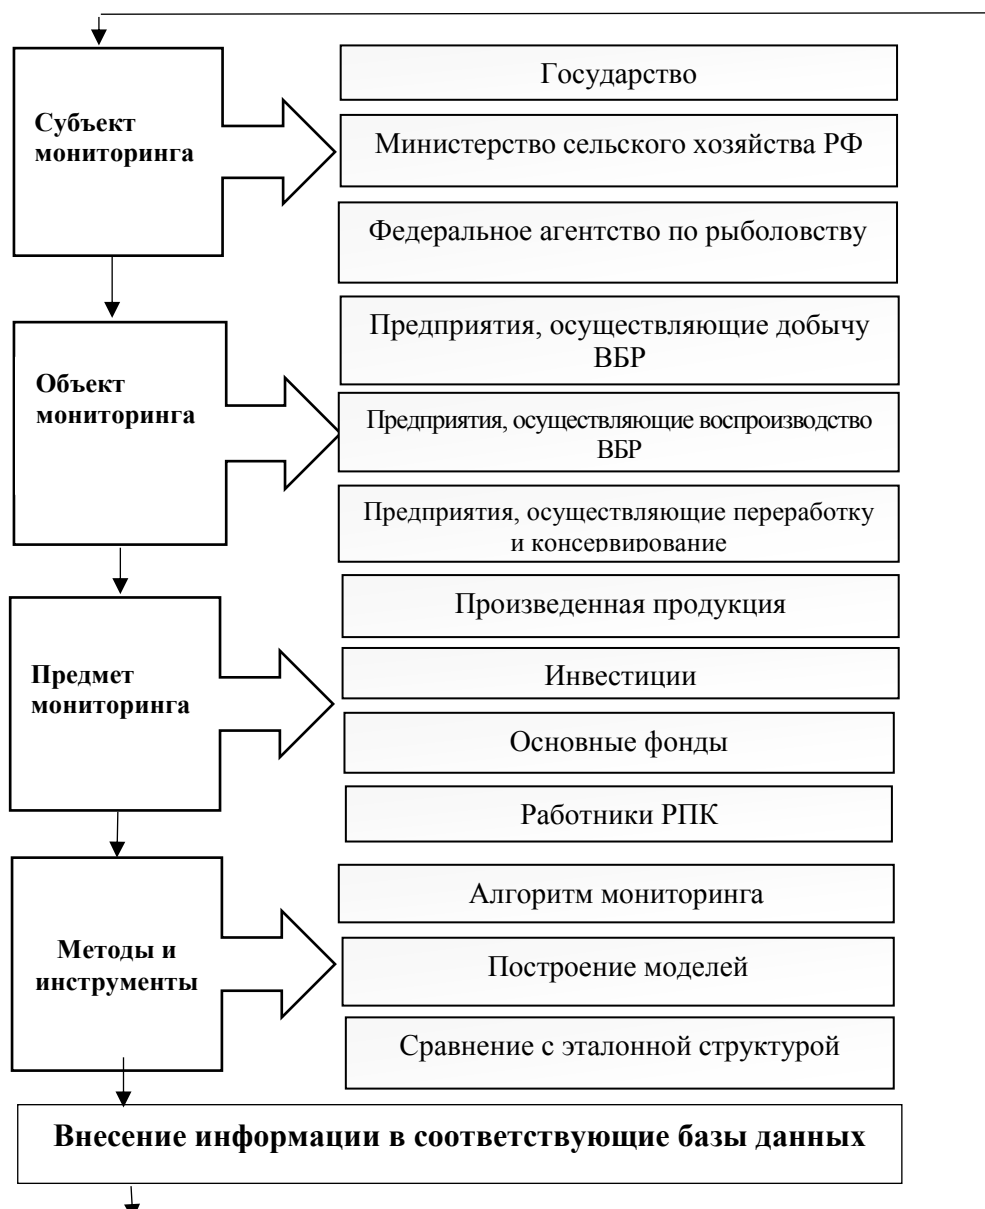 Субъект
мониторинга
Государство
Министерство сельского хозяйства РФ
Федеральное агентство по рыболовству
Объект
мониторинга
Предприятия, осуществляющие добычу
ВБР
Предприятия, осуществляющие воспроизводство
ВБР
Предприятия, осуществляющие переработку
и консервирование
Предмет
мониторинга
Произведенная продукция
Инвестиции
Основные фонды
Работники РПК
Методы и
инструменты
Алгоритм мониторинга
Построение моделей
Сравнение с эталонной структурой
Внесение информации в соответствующие базы данных